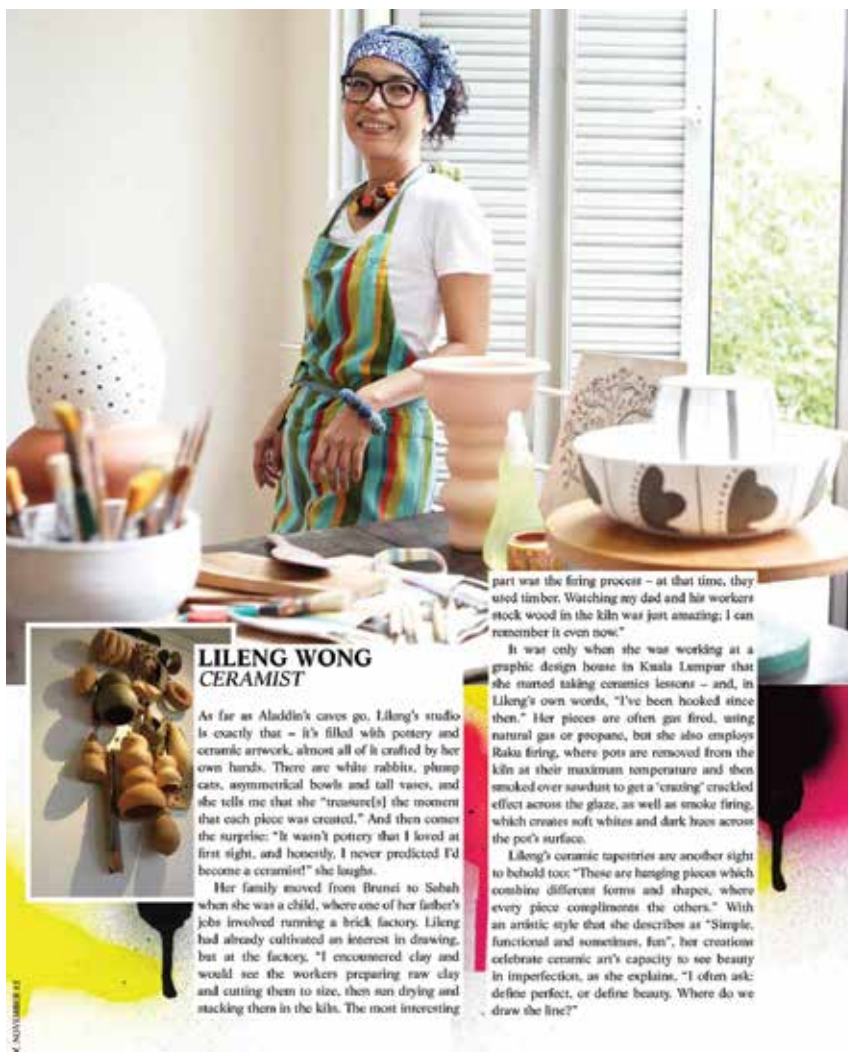 LILENG WONG
CERAMIST
As far as Aladdin's caves go, Lileng's studio
is exactly that – it's filled with pottery and
ceramic artwork, almost all of it crafted by her
own hands. There are white rabbits, plump
cats, asymmetrical bowls and tall vases, and
she tells me that she "treasure[s] the moment
that each piece was created." And then comes
the surprise: "It wasn't pottery that I loved at
first sight, and honestly, I never predicted I'd
become a ceramist!" she laughs.
Her family moved from Brunei to Sabah
when she was a child, where one of her father's
jobs involved running a brick factory. Lileng
had already cultivated an interest in drawing,
but at the factory, "I encountered clay and
would see the workers preparing raw clay
and cutting them to size, then sun drying and
stacking them in the kiln. The most interesting
part was the firing process – at that time, they
used timber. Watching my dad and his workers
stock wood in the kiln was just amazing; I can
remember it even now."
It was only when she was working at a
graphic design house in Kuala Lumpur that
she started taking ceramics lessons – and, in
Lileng's own words, "I've been hooked since
then." Her pieces are often gas fired, using
natural gas or propane, but she also employs
Raku firing, where pots are removed from the
kiln at their maximum temperature and then
smoked over sawdust to get a 'crazing' crackled
effect across the glaze, as well as smoke firing,
which creates soft whites and dark hues across
the pot's surface.
Lileng's ceramic tapestries are another sight
to behold too: "These are hanging pieces which
combine different forms and shapes, where
every piece compliments the others." With
an artistic style that she describes as "Simple,
functional and sometimes, fun", her creations
celebrate ceramic art's capacity to see beauty
in imperfection, as she explains, "I often ask:
define perfect, or define beauty. Where do we
draw the line?"
NOVEMBER